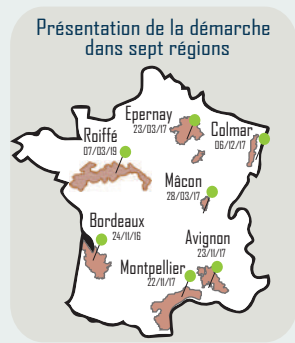 Présentation de la démarche
dans sept régions
Epernay
23/03/17
Colmar
06/12/17
Roiffé
07/03/19
Mâcon
28/03/17
Bordeaux
24/11/16
Avignon
23/11/17
Montpellier
22/11/17